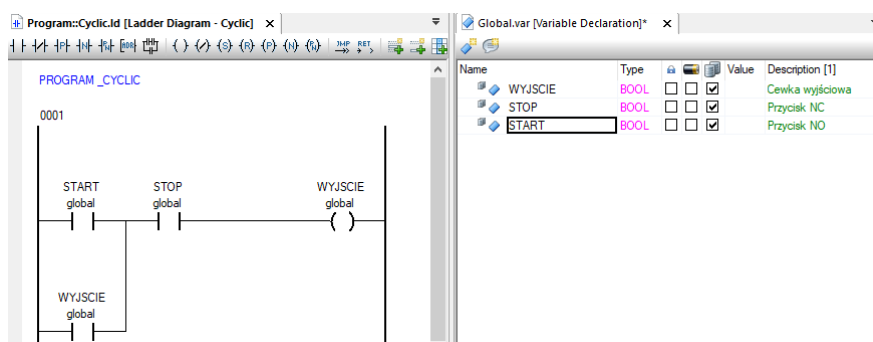 Program::Cyclic.ld [Ladder Diagram - Cyclic] x
Global.var [Variable Declaration]* x
PROGRAM _CYCLIC
0001
START STOP WYJSCIE
global global global
WYJSCIE
global
Name Type Value Description [1]
WYJSCIE BOOL Cewka wyjściowa
STOP BOOL Przycisk NC
START BOOL Przycisk NO